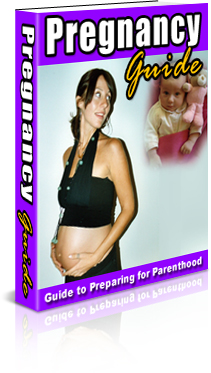 Pregnancy
Guide
Guide to Preparing for Parenthood
Pregnancy Guide